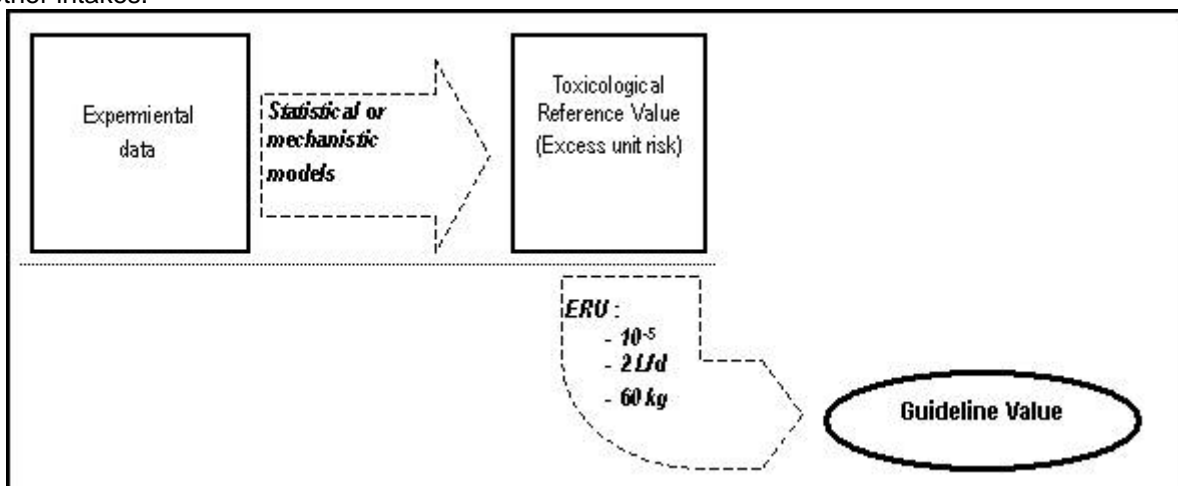 other intakes.
Expermiental
data
Statistical or
mechanistic
models
Toxicological
Reference Value
(Excess unit risk)
ERU :
- 10⁻⁵
- 2 L/d
- 60 kg
Guideline Value